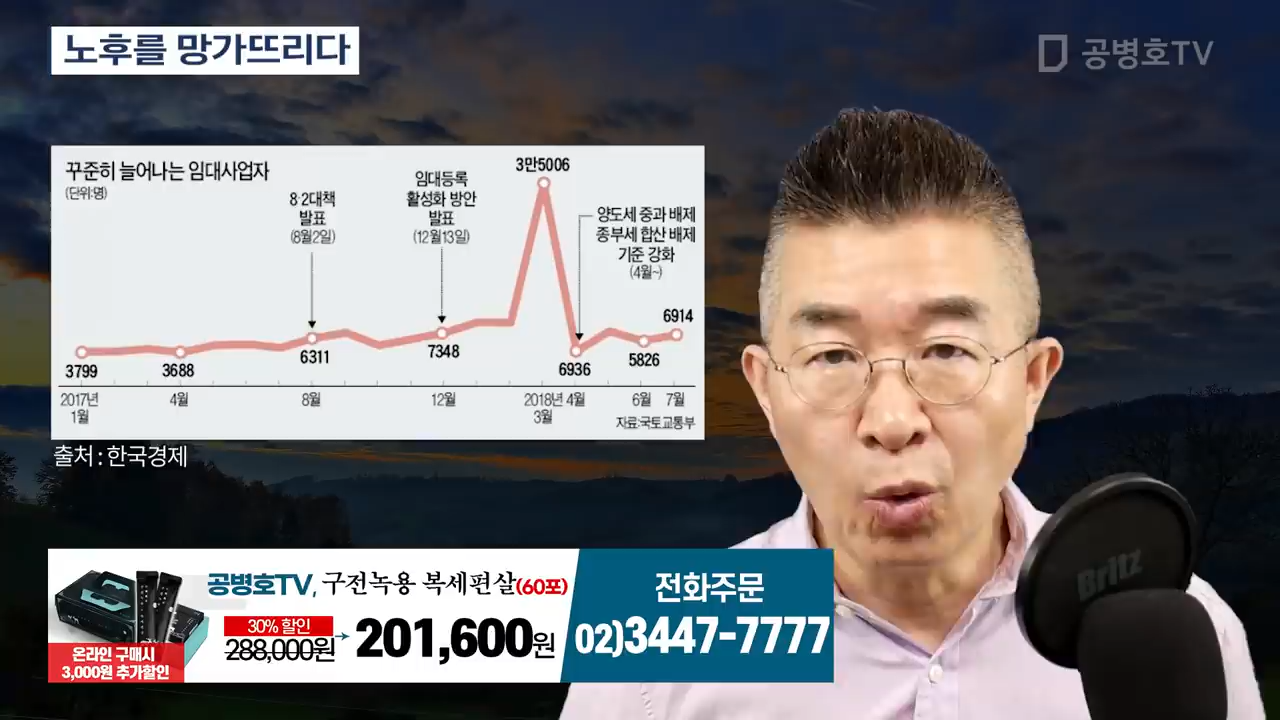 노후를 망가뜨리다
공병호TV
꾸준히 늘어나는 임대사업자
(단위:명)
8·2대책
발표
(8월2일)
임대등록
활성화 방안
발표
(12월13일)
3만5006
양도세 중과 배제
종부세 합산 배제
기준 강화
(4월~)
3799
3688
6311
7348
6936
5826
6914
2017년
1월
4월
8월
12월
2018년
3월
4월
6월
7월
자료:국토교통부
출처 : 한국경제
공병호TV, 구전녹용 복세편살(60포)
30% 할인
288,000원
201,600원
온라인 구매시
3,000원 추가할인
전화주문
02)3447-7777
Britz